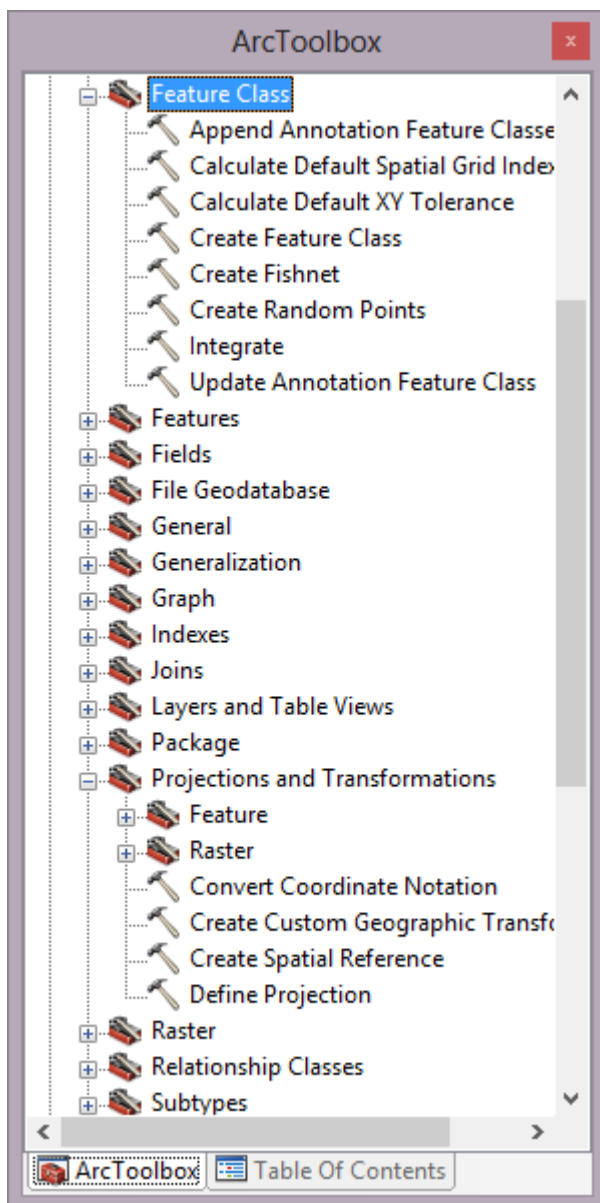 ArcToolbox
x
Feature Class
Append Annotation Feature Classe
Calculate Default Spatial Grid Index
Calculate Default XY Tolerance
Create Feature Class
Create Fishnet
Create Random Points
Integrate
Update Annotation Feature Class
Features
Fields
File Geodatabase
General
Generalization
Graph
Indexes
Joins
Layers and Table Views
Package
Projections and Transformations
Feature
Raster
Convert Coordinate Notation
Create Custom Geographic Transfo
Create Spatial Reference
Define Projection
Raster
Relationship Classes
Subtypes
ArcToolbox Table Of Contents